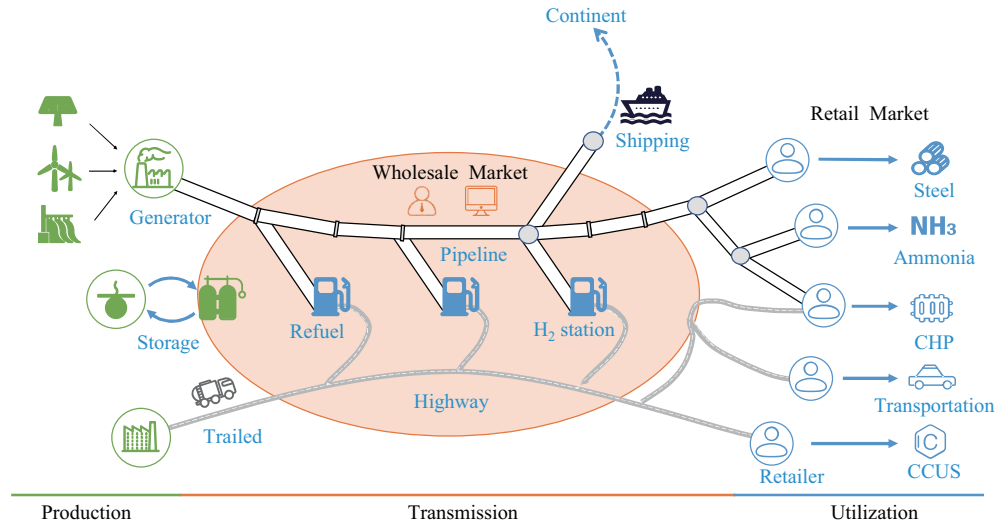 Continent
Shipping
Retail Market
Wholesale Market
Steel
Generator
NH3
Pipeline
Ammonia
Refuel
H₂ station
Storage
CHP
Highway
Transportation
Trailed
C
Retailer
CCUS
Production
Transmission
Utilization